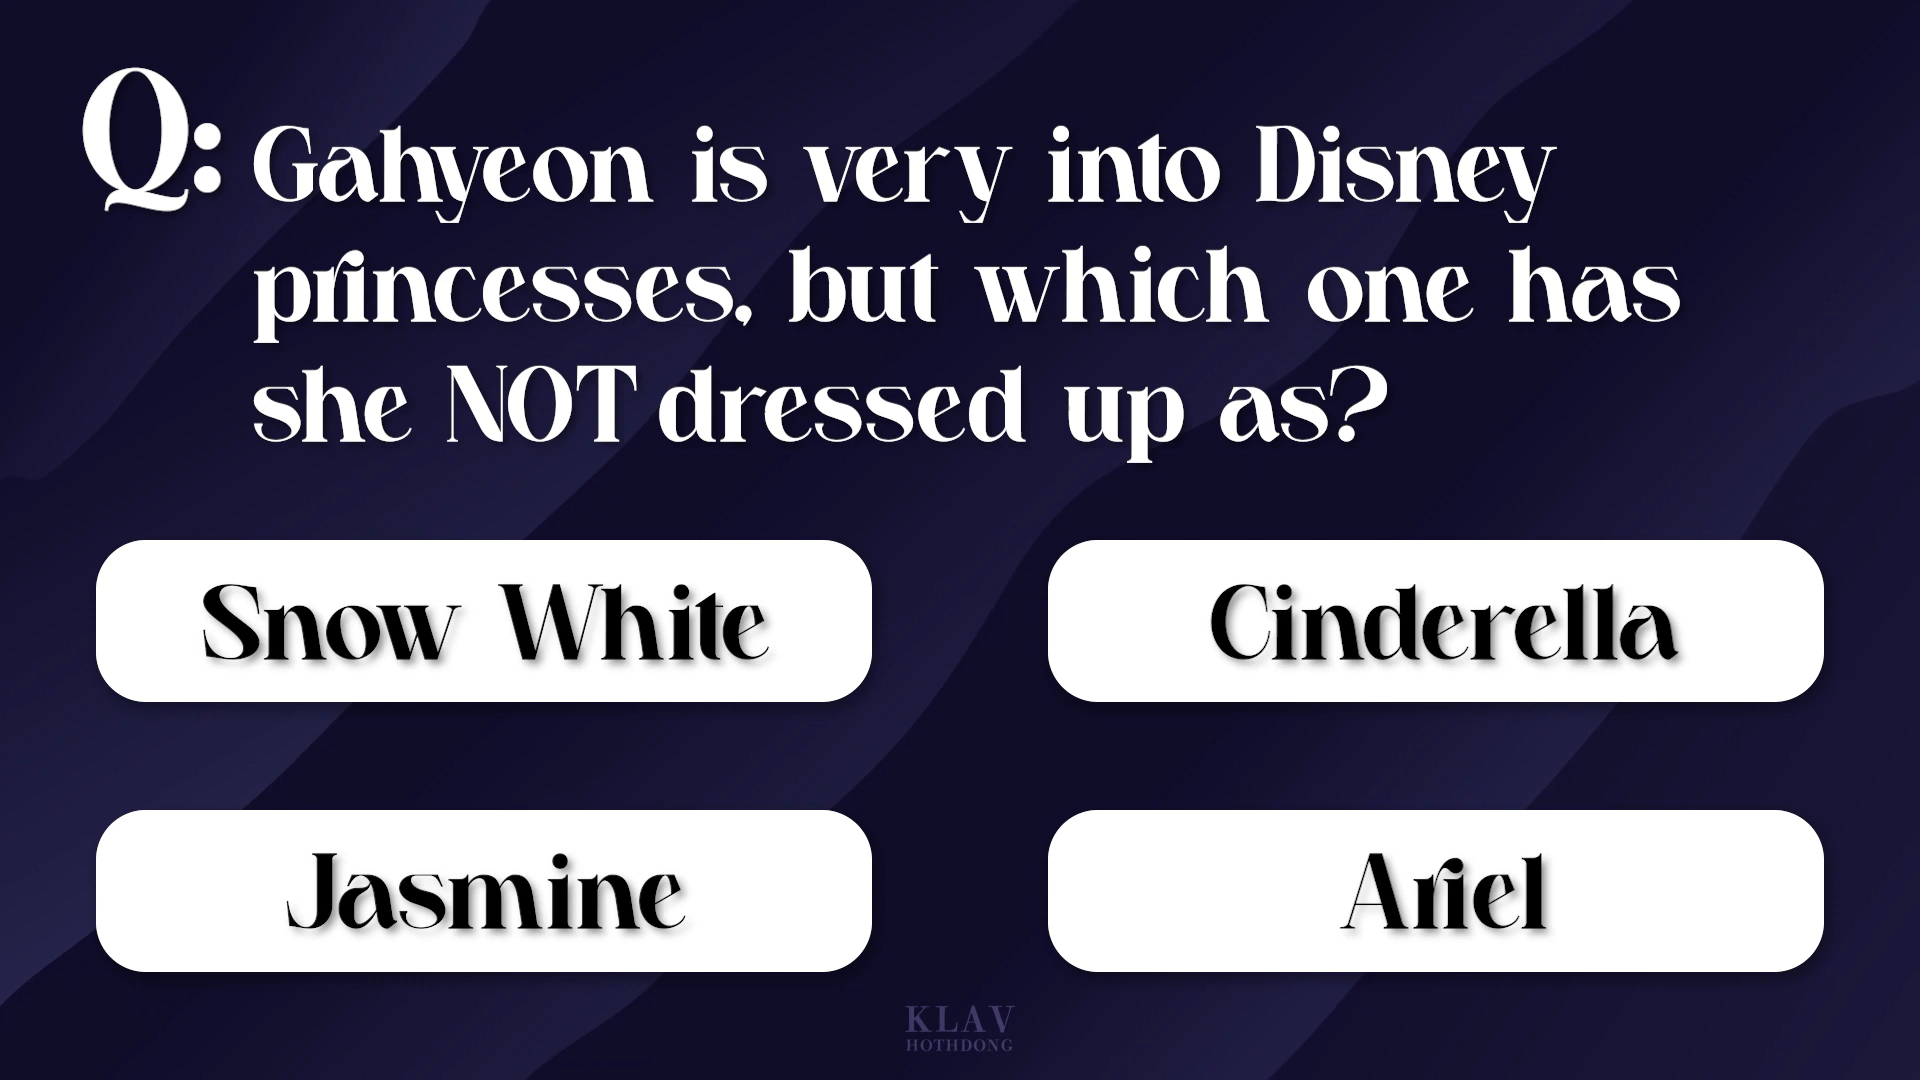 Q: Gahyeon is very into Disney
princesses, but which one has
she NOT dressed up as?
Snow White
Cinderella
Jasmine
Ariel
KLAV
HOTHDONG